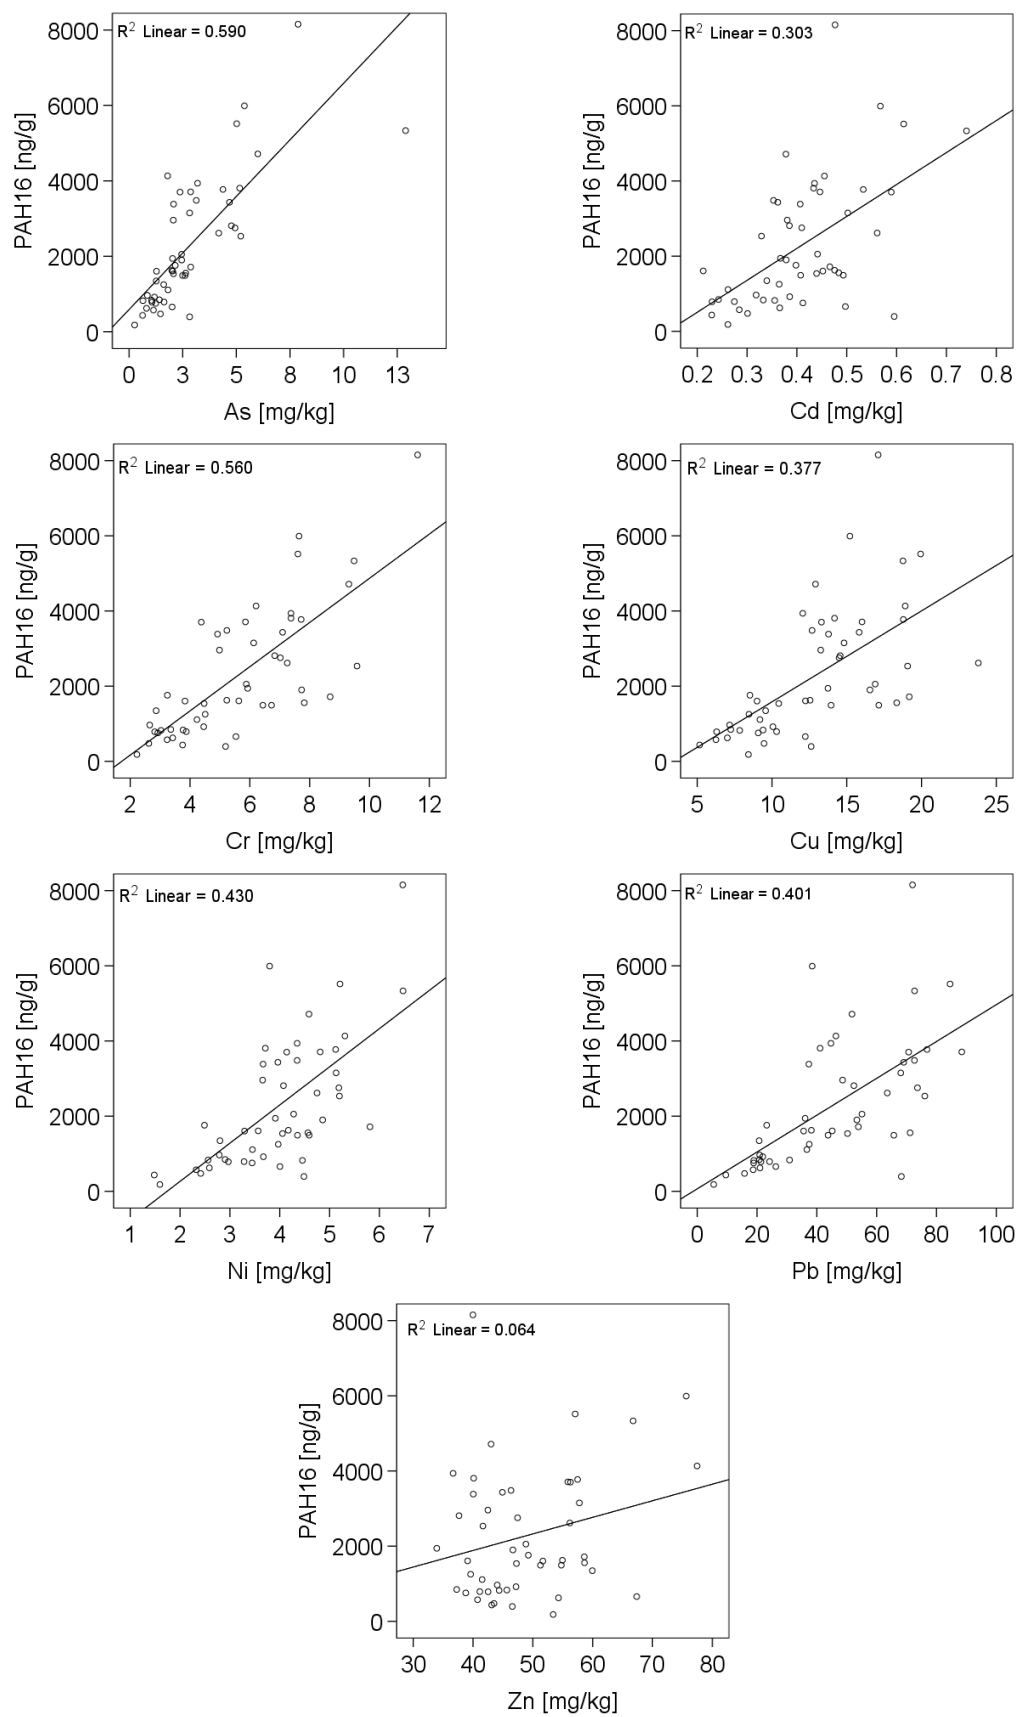 R² Linear = 0.590
PAH16 [ng/g]
8000
6000
4000
2000
0
0 3 5 8 10 13
As [mg/kg]
R² Linear = 0.303
PAH16 [ng/g]
8000
6000
4000
2000
0
0.2 0.3 0.4 0.5 0.6 0.7 0.8
Cd [mg/kg]
R² Linear = 0.560
PAH16 [ng/g]
8000
6000
4000
2000
0
2 4 6 8 10 12
Cr [mg/kg]
R² Linear = 0.377
PAH16 [ng/g]
8000
6000
4000
2000
0
5 10 15 20 25
Cu [mg/kg]
R² Linear = 0.430
PAH16 [ng/g]
8000
6000
4000
2000
0
1 2 3 4 5 6 7
Ni [mg/kg]
R² Linear = 0.401
PAH16 [ng/g]
8000
6000
4000
2000
0
0 20 40 60 80 100
Pb [mg/kg]
R² Linear = 0.064
PAH16 [ng/g]
8000
6000
4000
2000
0
30 40 50 60 70 80
Zn [mg/kg]